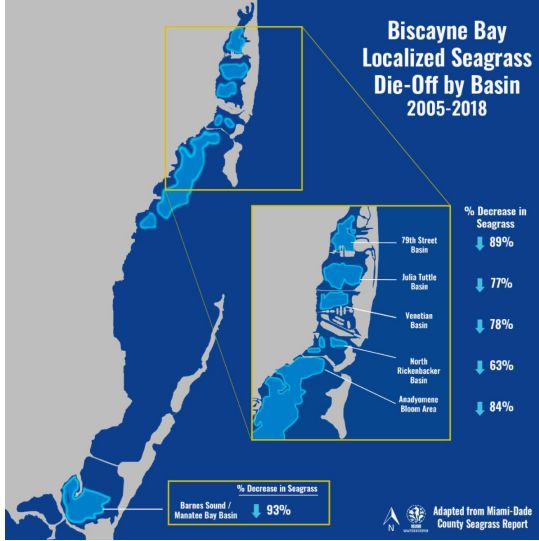 Biscayne Bay
Localized Seagrass
Die-Off by Basin
2005-2018
% Decrease in
Seagrass
79th Street
Basin
89%
Julia Tuttle
Basin
77%
Venetian
Basin
78%
North
Rickenbacker
Basin
63%
Anadyomene
Bloom Area
84%
% Decrease in Seagrass
Barnes Sound /
Manatee Bay Basin
93%
N
Adapted from Miami-Dade
County Seagrass Report